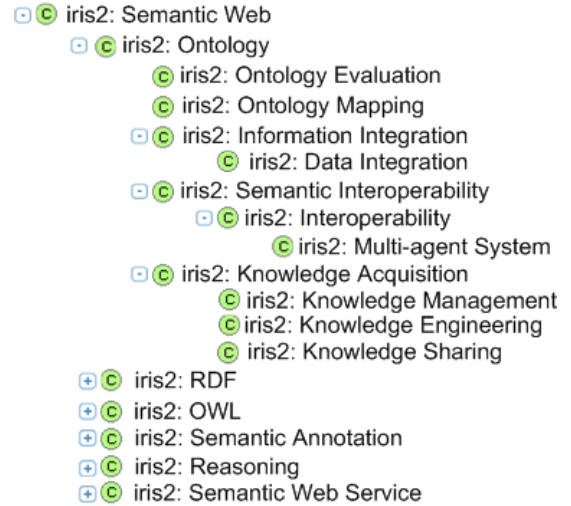 C iris2: Semantic Web
C iris2: Ontology
C iris2: Ontology Evaluation
C iris2: Ontology Mapping
C iris2: Information Integration
C iris2: Data Integration
C iris2: Semantic Interoperability
C iris2: Interoperability
C iris2: Multi-agent System
C iris2: Knowledge Acquisition
C iris2: Knowledge Management
C iris2: Knowledge Engineering
C iris2: Knowledge Sharing
C iris2: RDF
C iris2: OWL
C iris2: Semantic Annotation
C iris2: Reasoning
C iris2: Semantic Web Service